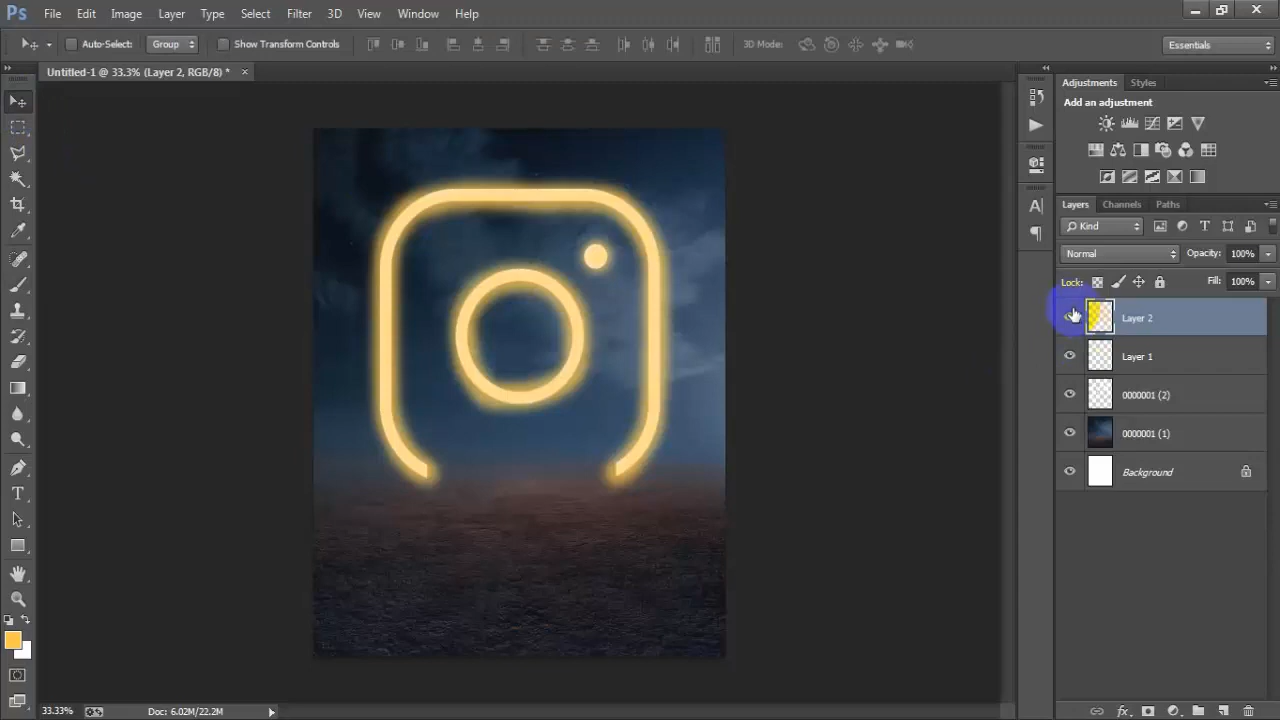 Ps File Edit Image Layer Type Select Filter 3D View Window Help
Auto-Select: Group Show Transform Controls 3D Mode: Essentials
Untitled-1 @ 33.3% (Layer 2, RGB/8) * ×
Adjustments Styles
Add an adjustment
Layers Channels Paths
Kind
Normal Opacity: 100%
Lock: Fill: 100%
Layer 2
Layer 1
0000001 (2)
0000001 (1)
Background
33.33% Doc: 6.02M/22.2M